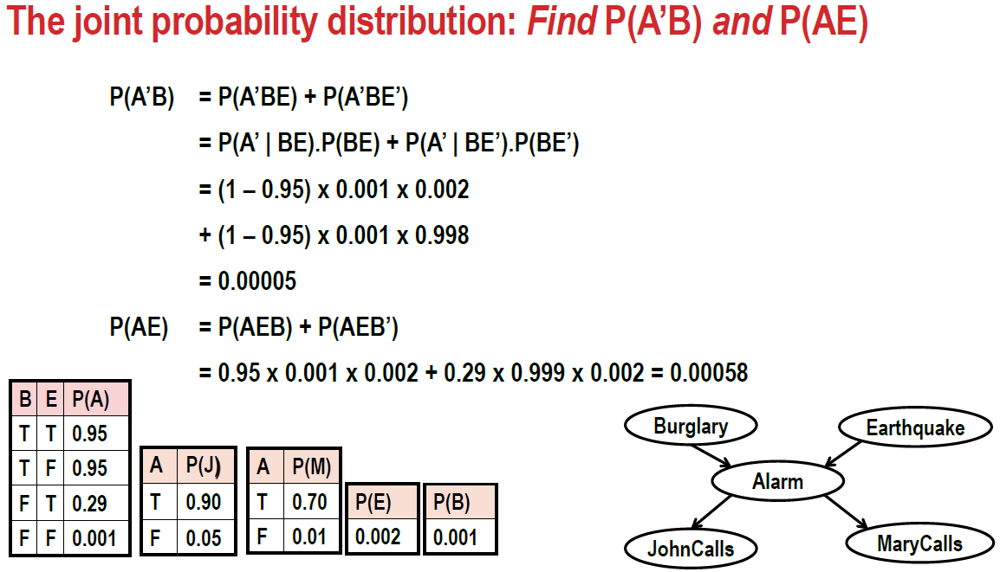 The joint probability distribution: Find P(A’B) and P(AE)
P(A’B) = P(A’BE) + P(A’BE’)
= P(A’ | BE).P(BE) + P(A’ | BE’).P(BE’)
= (1 – 0.95) x 0.001 x 0.002
+ (1 – 0.95) x 0.001 x 0.998
= 0.00005
P(AE) = P(AEB) + P(AEB’)
= 0.95 x 0.001 x 0.002 + 0.29 x 0.999 x 0.002 = 0.00058
B E P(A)
T T 0.95
T F 0.95
F T 0.29
F F 0.001
A P(J)
T 0.90
F 0.05
A P(M)
T 0.70
F 0.01
P(E)
0.002
P(B)
0.001
Burglary
Earthquake
Alarm
JohnCalls
MaryCalls